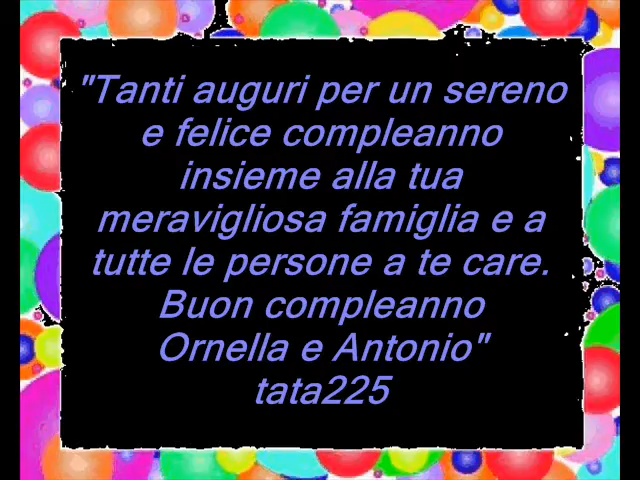 "Tanti auguri per un sereno
e felice compleanno
insieme alla tua
meravigliosa famiglia e a
tutte le persone a te care.
Buon compleanno
Ornella e Antonio"
tata225